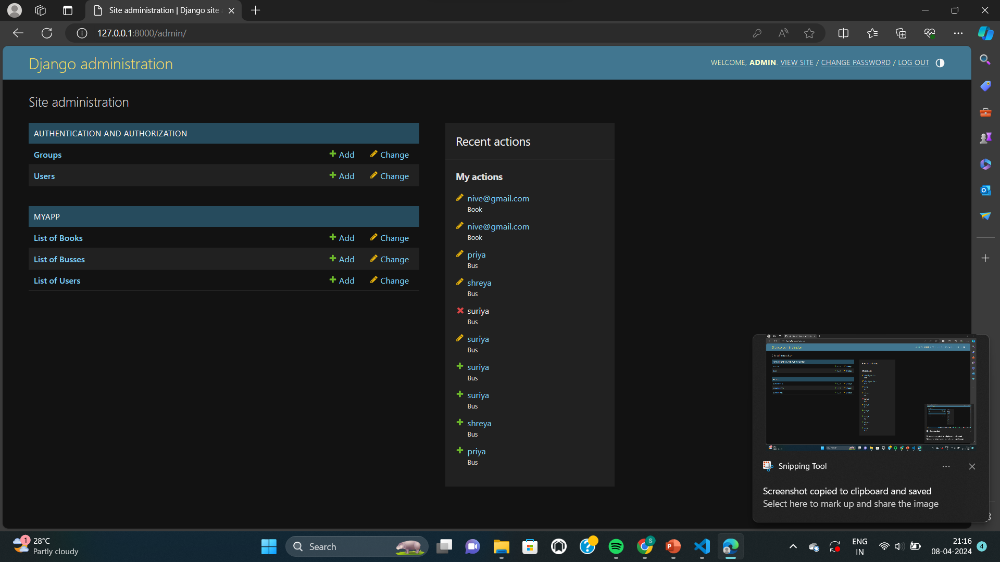 Site administration | Django site
127.0.0.1:8000/admin/
Django administration
WELCOME, ADMIN. VIEW SITE / CHANGE PASSWORD / LOG OUT
Site administration
AUTHENTICATION AND AUTHORIZATION
Groups Add Change
Users Add Change
MYAPP
List of Books Add Change
List of Busses Add Change
List of Users Add Change
Recent actions
My actions
nive@gmail.com
Book
nive@gmail.com
Book
priya
Bus
shreya
Bus
suriya
Bus
suriya
Bus
suriya
Bus
suriya
Bus
shreya
Bus
priya
Bus
Snipping Tool
Screenshot copied to clipboard and saved
Select here to mark up and share the image
1
28°C
Partly cloudy
Search
S
ENG
IN
21:16
08-04-2024
4